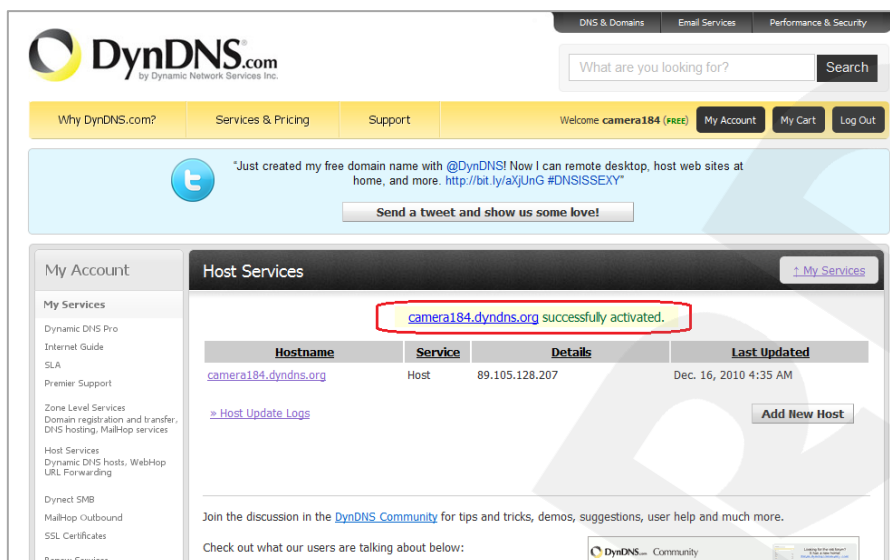 DNS & Domains Email Services Performance & Security
DynDNS.com
by Dynamic Network Services Inc.
What are you looking for? Search
Why DynDNS.com? Services & Pricing Support Welcome camera184 (FREE) My Account My Cart Log Out
"Just created my free domain name with @DynDNS! Now I can remote desktop, host web sites at
home, and more. http://bit.ly/aXjUnG #DNSISSEXY"
Send a tweet and show us some love!
My Account
Host Services
↑ My Services
My Services
Dynamic DNS Pro
Internet Guide
SLA
Premier Support
Zone Level Services
Domain registration and transfer,
DNS hosting, MailHop services
Host Services
Dynamic DNS hosts, WebHop
URL Forwarding
Dynect SMB
MailHop Outbound
SSL Certificates
camera184.dyndns.org successfully activated.
Hostname Service Details Last Updated
camera184.dyndns.org Host 89.105.128.207 Dec. 16, 2010 4:35 AM
» Host Update Logs
Add New Host
Join the discussion in the DynDNS Community for tips and tricks, demos, suggestions, user help and much more.
Check out what our users are talking about below:
DynDNS.com Community